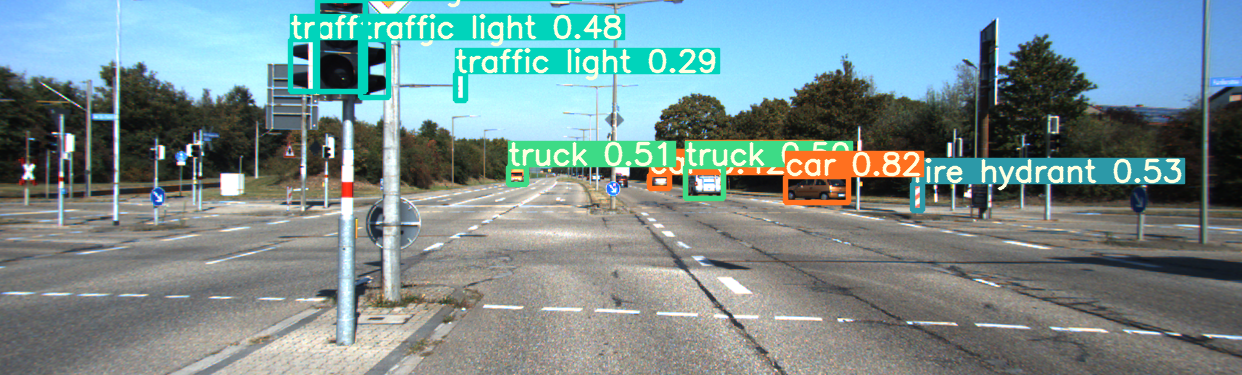 traff
traffic light 0.48
traffic light 0.29
truck 0.51
truck 0.50
car 0.82
ire hydrant 0.53